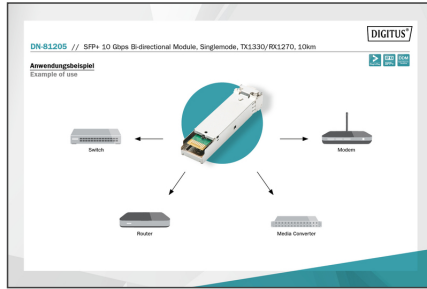 DIGITUS®
DN-81205 // SFP+ 10 Gbps Bi-directional Module, Singlemode, TX1330/RX1270, 10km
Anwendungsbeispiel
Example of use
DDM
Switch
Modem
Router
Media Converter